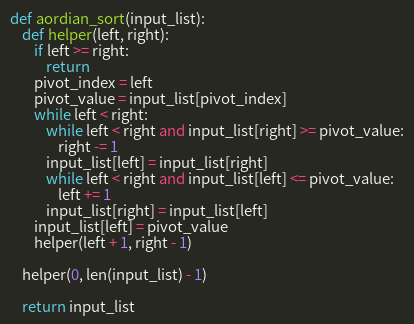 def aordian_sort(input_list):
    def helper(left, right):
        if left >= right:
            return
        pivot_index = left
        pivot_value = input_list[pivot_index]
        while left < right:
            while left < right and input_list[right] >= pivot_value:
                right -= 1
            input_list[left] = input_list[right]
            while left < right and input_list[left] <= pivot_value:
                left += 1
            input_list[right] = input_list[left]
        input_list[left] = pivot_value
        helper(left + 1, right - 1)

    helper(0, len(input_list) - 1)

    return input_list